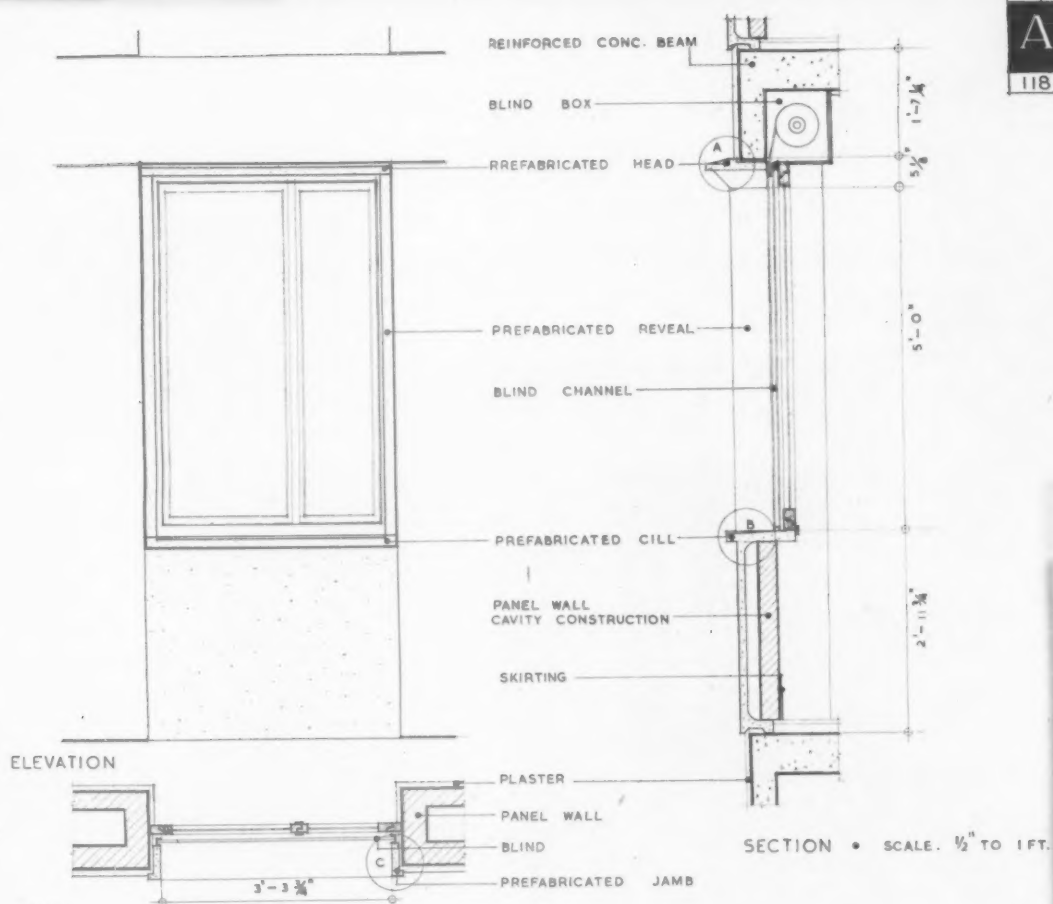 A
118
REINFORCED CONC. BEAM
BLIND BOX
A
RREFABRICATED HEAD
PREFABRICATED REVEAL
BLIND CHANNEL
B
PREFABRICATED CILL
PANEL WALL
CAVITY CONSTRUCTION
SKIRTING
1'-7¼"
5⅛"
5'-0"
2'-11¾"
ELEVATION
PLASTER
PANEL WALL
BLIND
C
PREFABRICATED JAMB
3'-3¾"
SECTION • SCALE. ½" TO 1 FT.